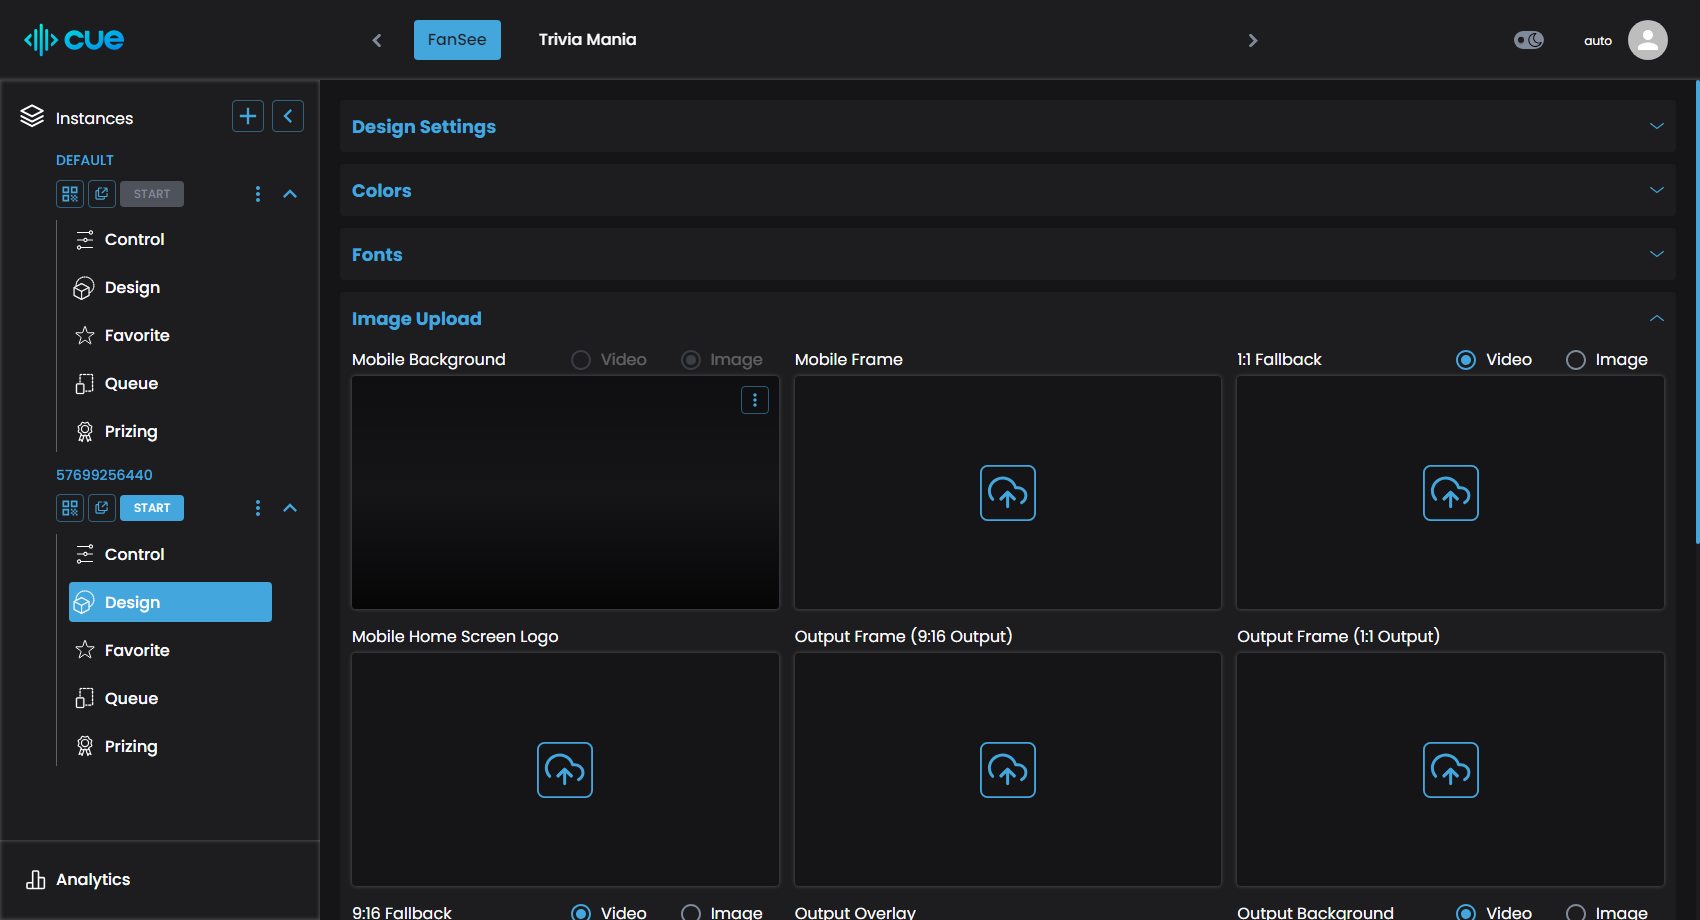 cue
FanSee
Trivia Mania
auto
Instances
DEFAULT
START
Control
Design
Favorite
Queue
Prizing
57699256440
START
Control
Design
Favorite
Queue
Prizing
Analytics
Design Settings
Colors
Fonts
Image Upload
Mobile Background Video Image
Mobile Frame
1:1 Fallback Video Image
Mobile Home Screen Logo
Output Frame (9:16 Output)
Output Frame (1:1 Output)
9:16 Fallback Video Image
Output Overlay
Output Background Video Image